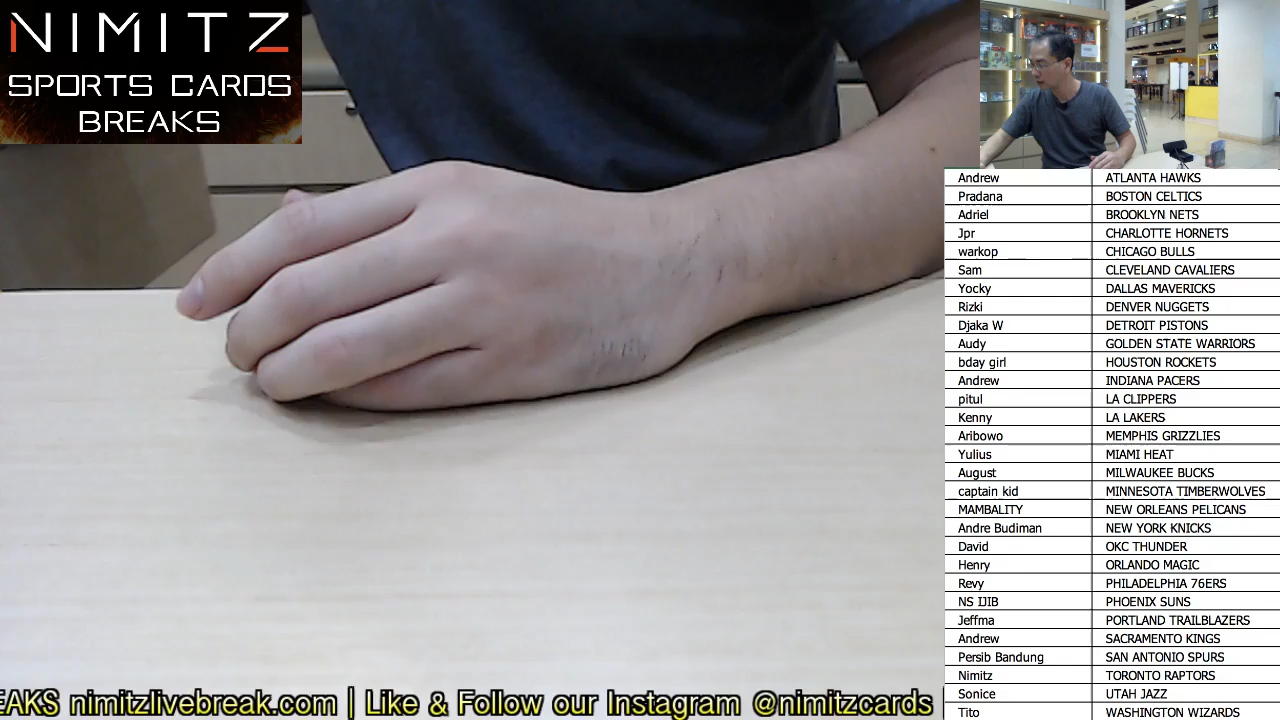 NIMITZ
SPORTS CARDS
BREAKS
Andrew ATLANTA HAWKS
Pradana BOSTON CELTICS
Adriel BROOKLYN NETS
Jpr CHARLOTTE HORNETS
warkop CHICAGO BULLS
Sam CLEVELAND CAVALIERS
Yocky DALLAS MAVERICKS
Rizki DENVER NUGGETS
Djaka W DETROIT PISTONS
Audy GOLDEN STATE WARRIORS
bday girl HOUSTON ROCKETS
Andrew INDIANA PACERS
pitul LA CLIPPERS
Kenny LA LAKERS
Aribowo MEMPHIS GRIZZLIES
Yulius MIAMI HEAT
August MILWAUKEE BUCKS
captain kid MINNESOTA TIMBERWOLVES
MAMBALITY NEW ORLEANS PELICANS
Andre Budiman NEW YORK KNICKS
David OKC THUNDER
Henry ORLANDO MAGIC
Revy PHILADELPHIA 76ERS
NS IJIB PHOENIX SUNS
Jeffma PORTLAND TRAILBLAZERS
Andrew SACRAMENTO KINGS
Persib Bandung SAN ANTONIO SPURS
Nimitz TORONTO RAPTORS
Sonice UTAH JAZZ
Tito WASHINGTON WIZARDS
EAKS nimitzlivebreak.com | Like & Follow our Instagram @nimitzcards